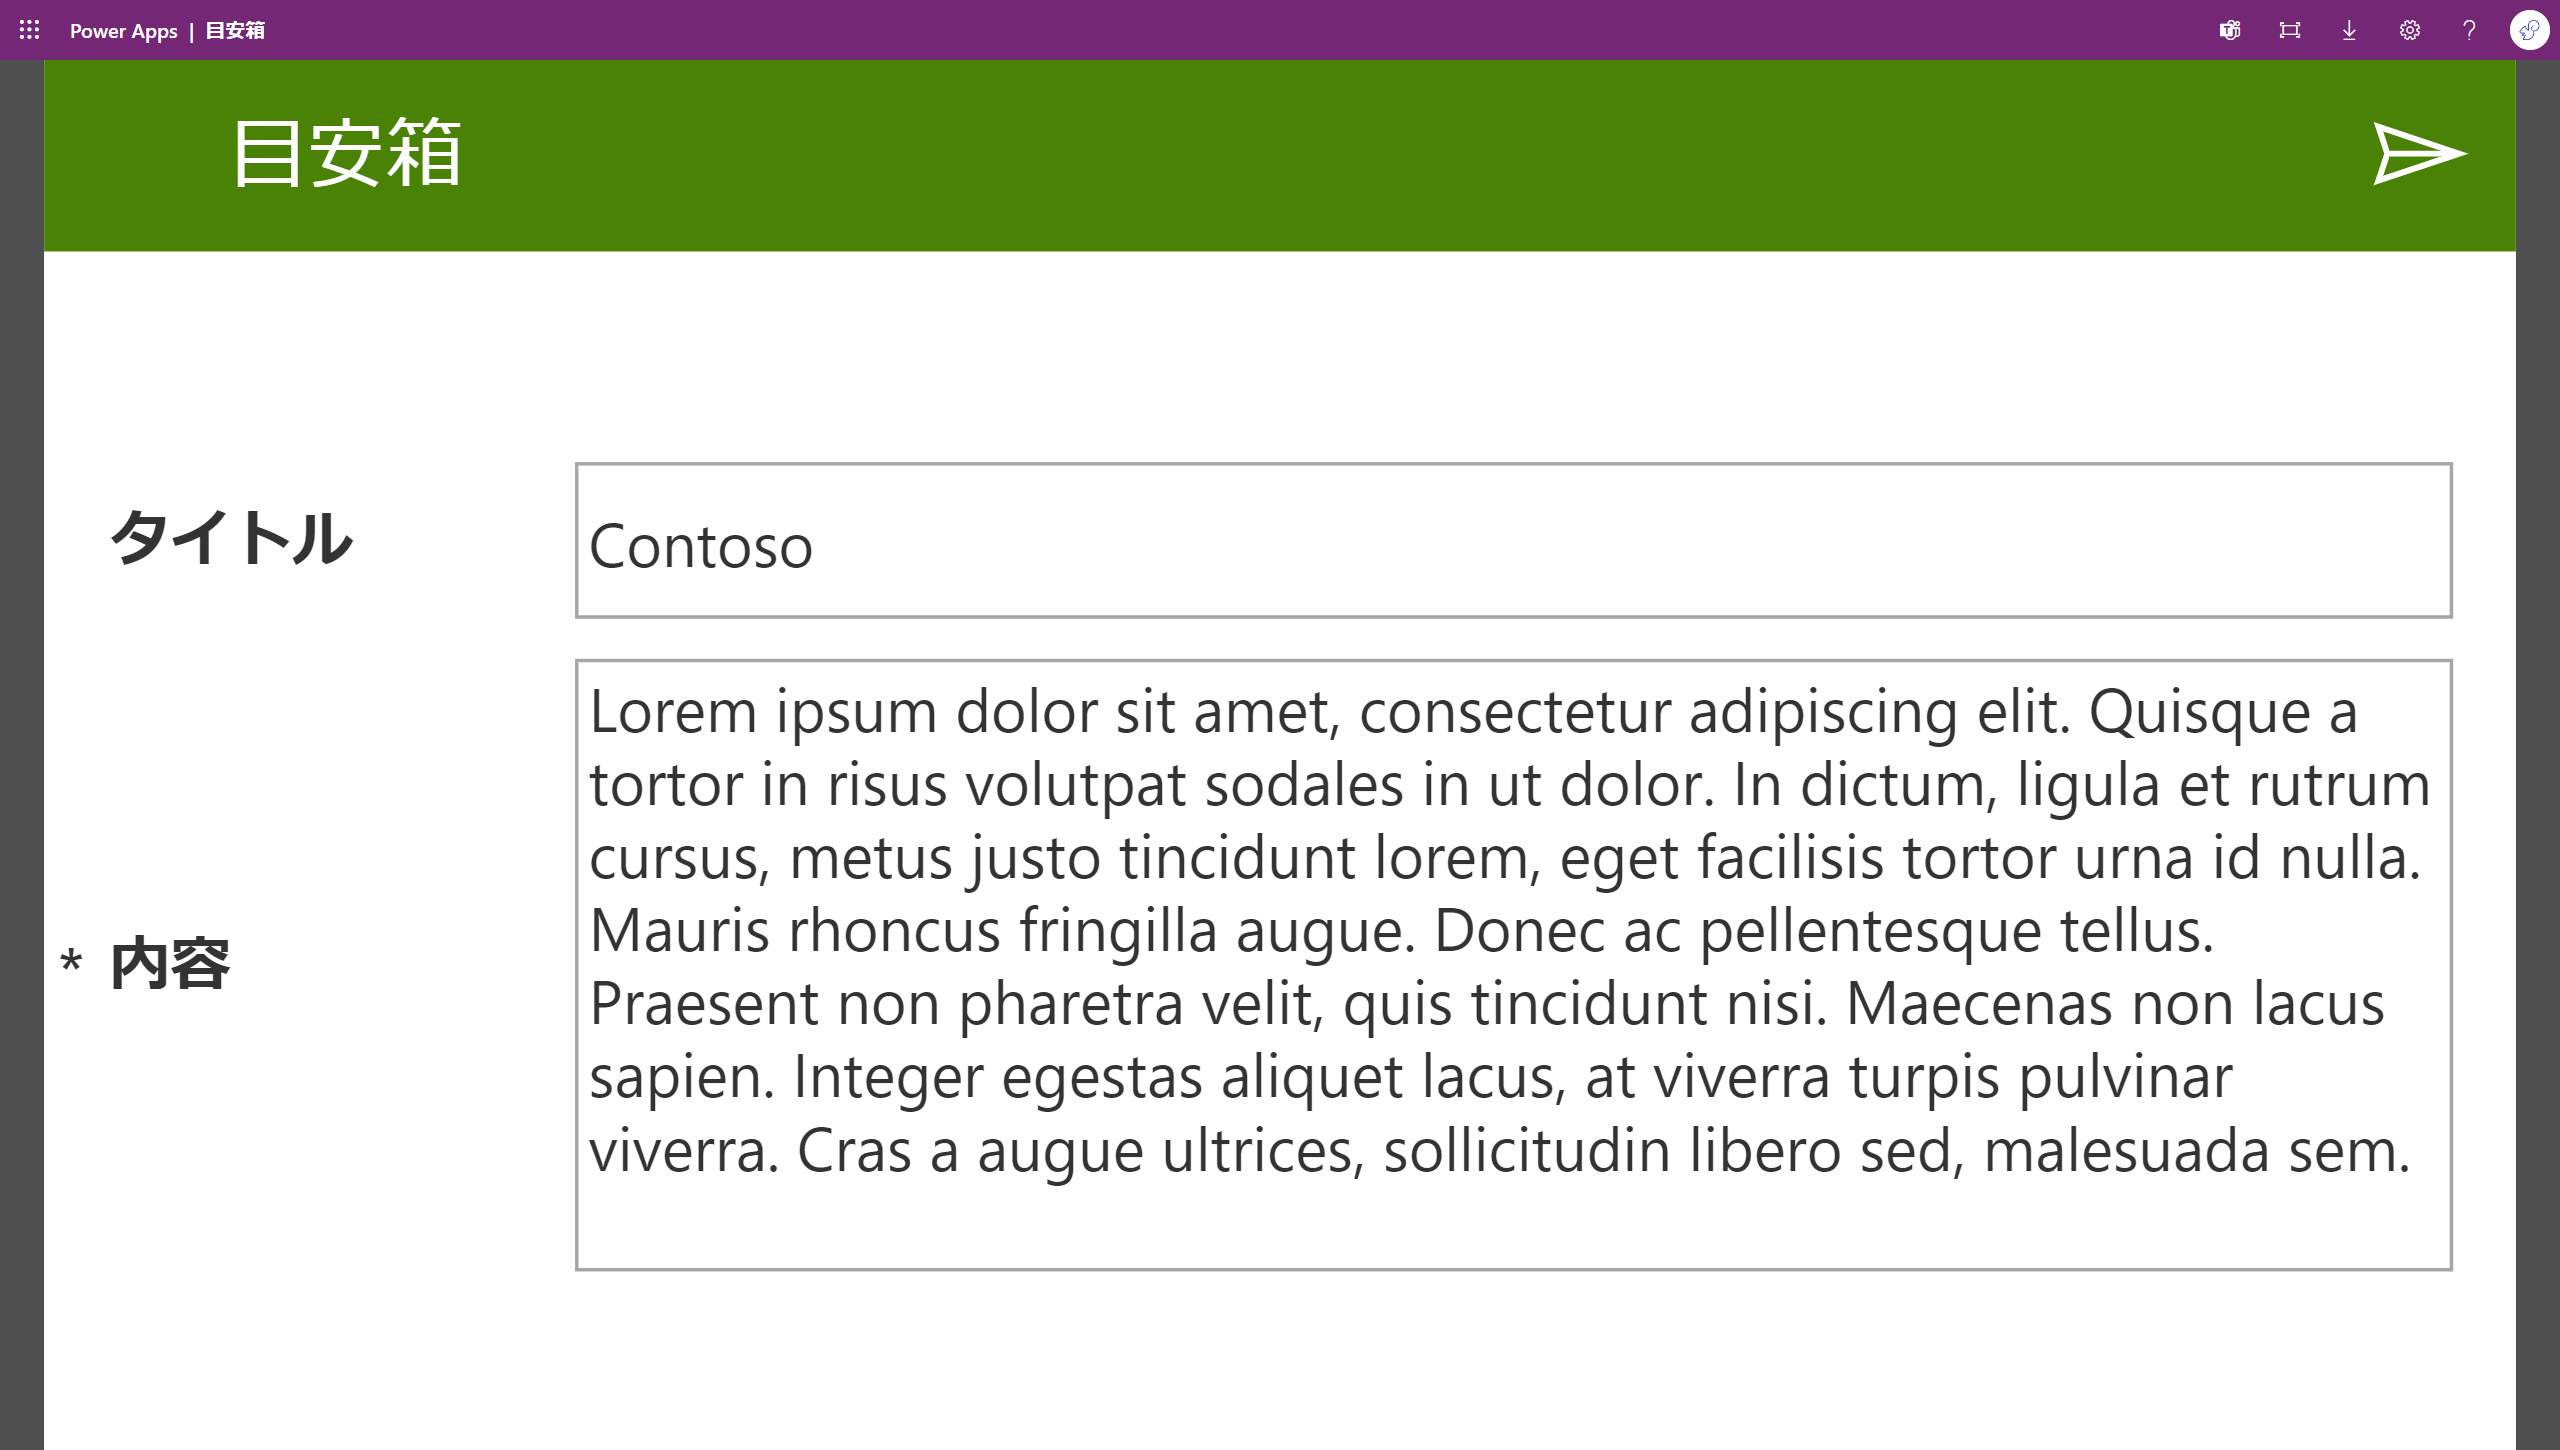 Power Apps | 目安箱
目安箱
タイトル
Contoso
* 内容
Lorem ipsum dolor sit amet, consectetur adipiscing elit. Quisque a
tortor in risus volutpat sodales in ut dolor. In dictum, ligula et rutrum
cursus, metus justo tincidunt lorem, eget facilisis tortor urna id nulla.
Mauris rhoncus fringilla augue. Donec ac pellentesque tellus.
Praesent non pharetra velit, quis tincidunt nisi. Maecenas non lacus
sapien. Integer egestas aliquet lacus, at viverra turpis pulvinar
viverra. Cras a augue ultrices, sollicitudin libero sed, malesuada sem.